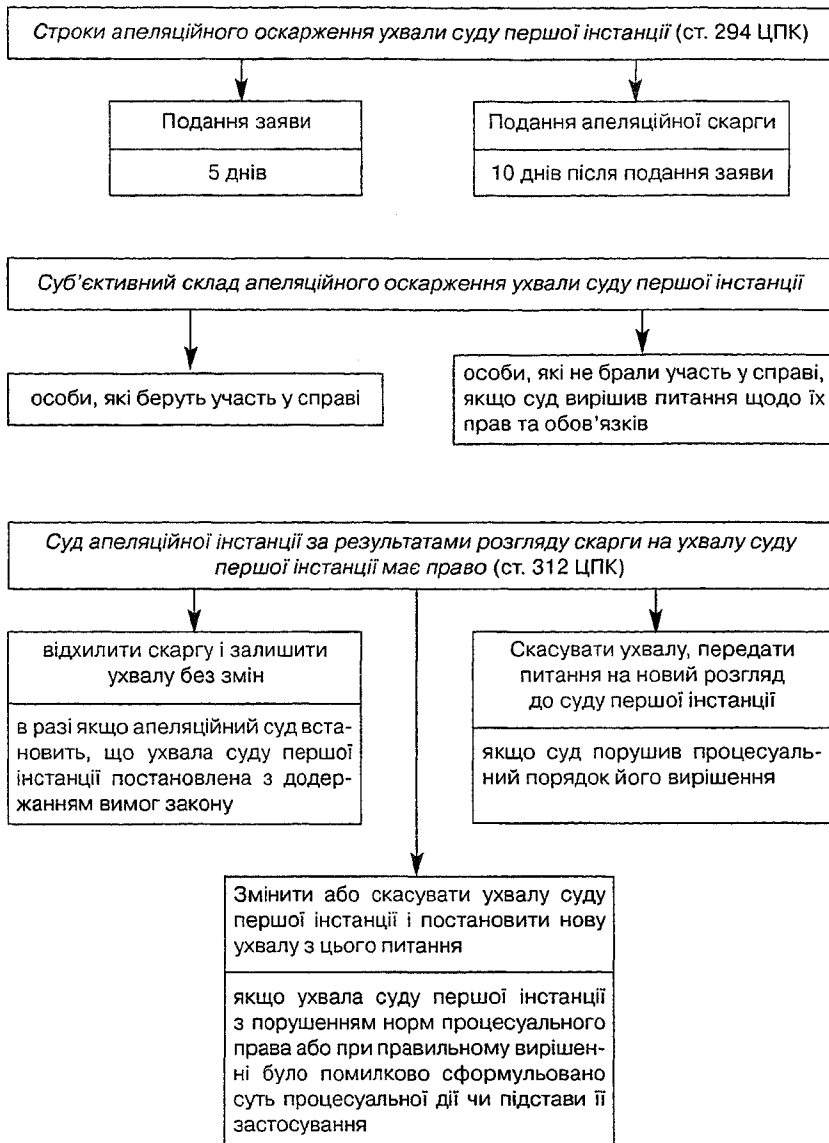 Строки апеляційного оскарження ухвали суду першої інстанції (ст. 294 ЦПК)
Подання заяви
5 днів
Подання апеляційної скарги
10 днів після подання заяви
Суб’єктивний склад апеляційного оскарження ухвали суду першої інстанції
особи, які беруть участь у справі
особи, які не брали участь у справі,
якщо суд вирішив питання щодо їх
прав та обов’язків
Суд апеляційної інстанції за результатами розгляду скарги на ухвалу суду
першої інстанції має право (ст. 312 ЦПК)
відхилити скаргу і залишити
ухвалу без змін
в разі якщо апеляційний суд вста-
новить, що ухвала суду першої
інстанції постановлена з додер-
жанням вимог закону
Скасувати ухвалу, передати
питання на новий розгляд
до суду першої інстанції
якщо суд порушив процесуаль-
ний порядок його вирішення
Змінити або скасувати ухвалу суду
першої інстанції і постановити нову
ухвалу з цього питання
якщо ухвала суду першої інстанції
з порушенням норм процесуального
права або при правильному вирішен-
ні було помилково сформульовано
суть процесуальної дії чи підстави її
застосування